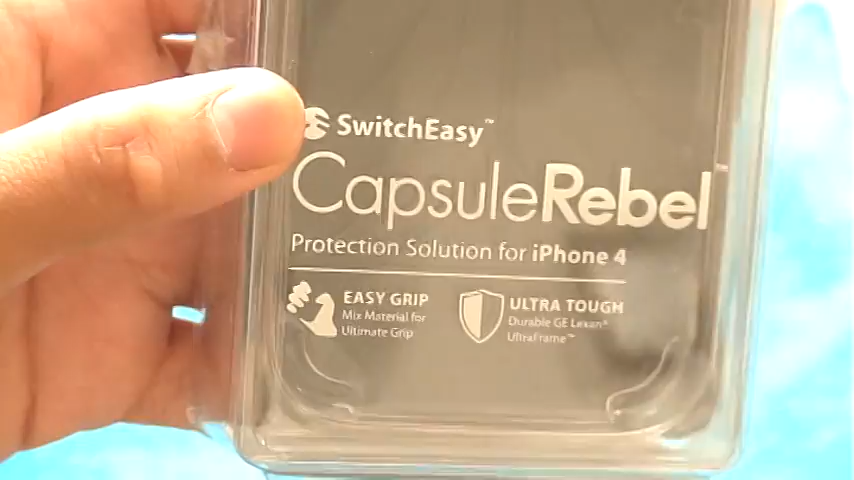 SwitchEasy™
CapsuleRebel
Protection Solution for iPhone 4
EASY GRIP
Mix Material for
Ultimate Grip
ULTRA TOUGH
Durable GE Lexan®
UltraFrame™